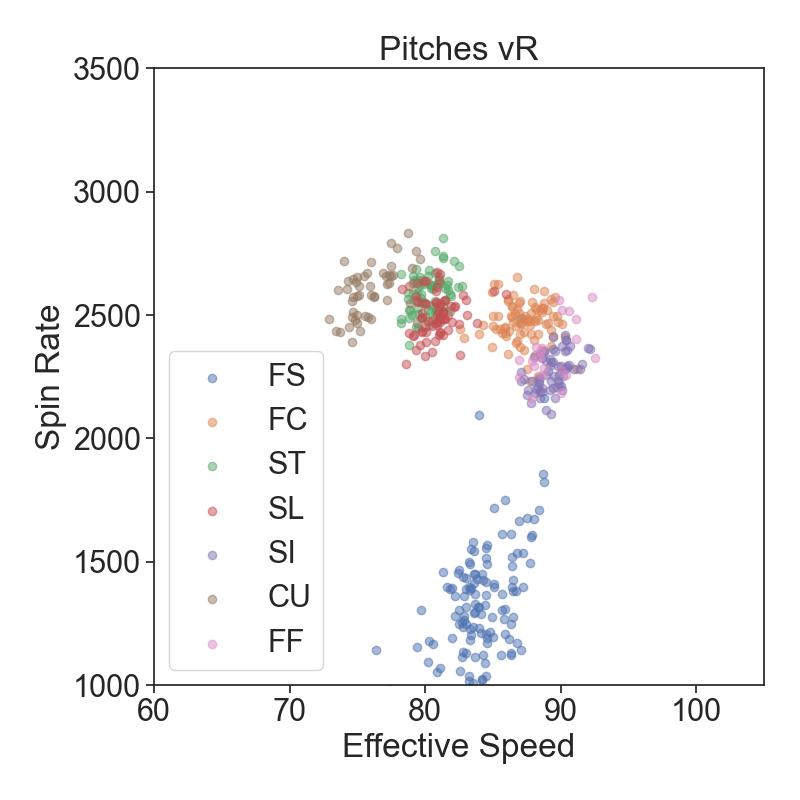 Pitches vR
3500
3000
2500
2000
1500
1000
Spin Rate
FS
FC
ST
SL
SI
CU
FF
60 70 80 90 100
Effective Speed